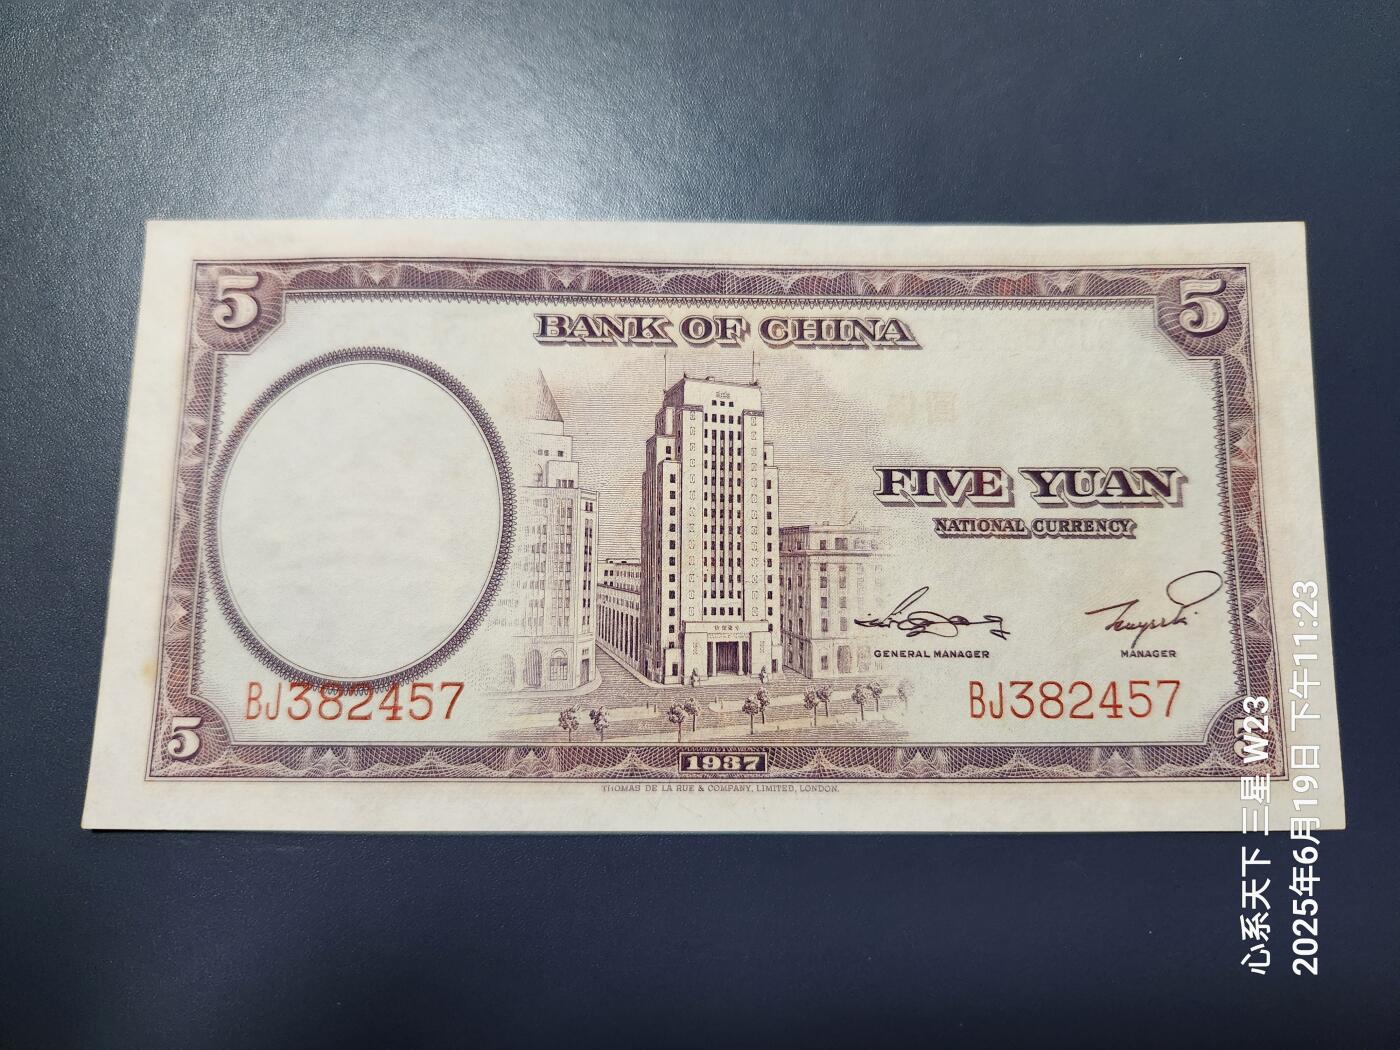 5
5
BANK OF CHINA
FIVE YUAN
NATIONAL CURRENCY
GENERAL MANAGER
MANAGER
BJ382457
BJ382457
5
1937
THOMAS DE LA RUE & COMPANY, LIMITED, LONDON.
心系天下 三星 W23
2025年6月19日 下午11:23